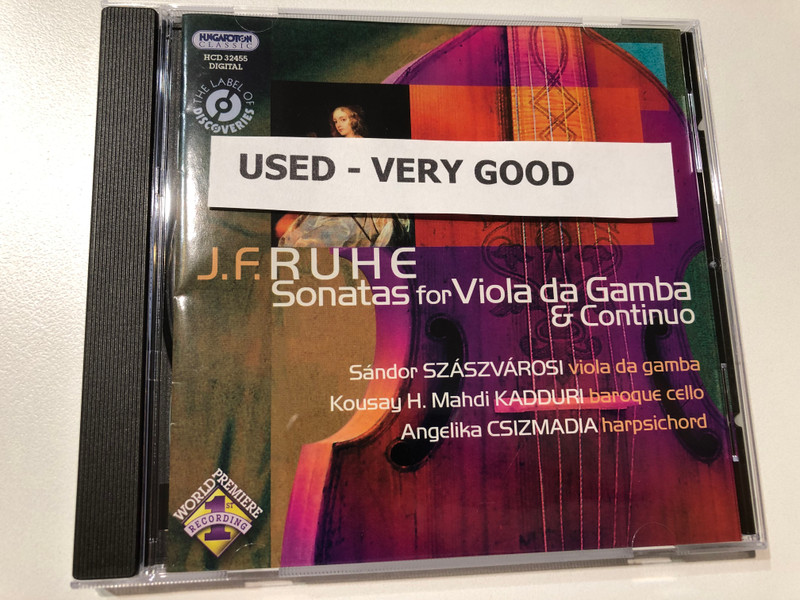 HUNGAROTON
CLASSIC
HCD 32455
DIGITAL
THE LABEL OF
DISCOVERIES
USED - VERY GOOD
J.F. RUHE
Sonatas for Viola da Gamba
& Continuo
Sándor SZÁSZVÁROSI viola da gamba
Kousay H. Mahdi KADDURI baroque cello
Angelika CSIZMADIA harpsichord
WORLD PREMIERE
1ST
RECORDING